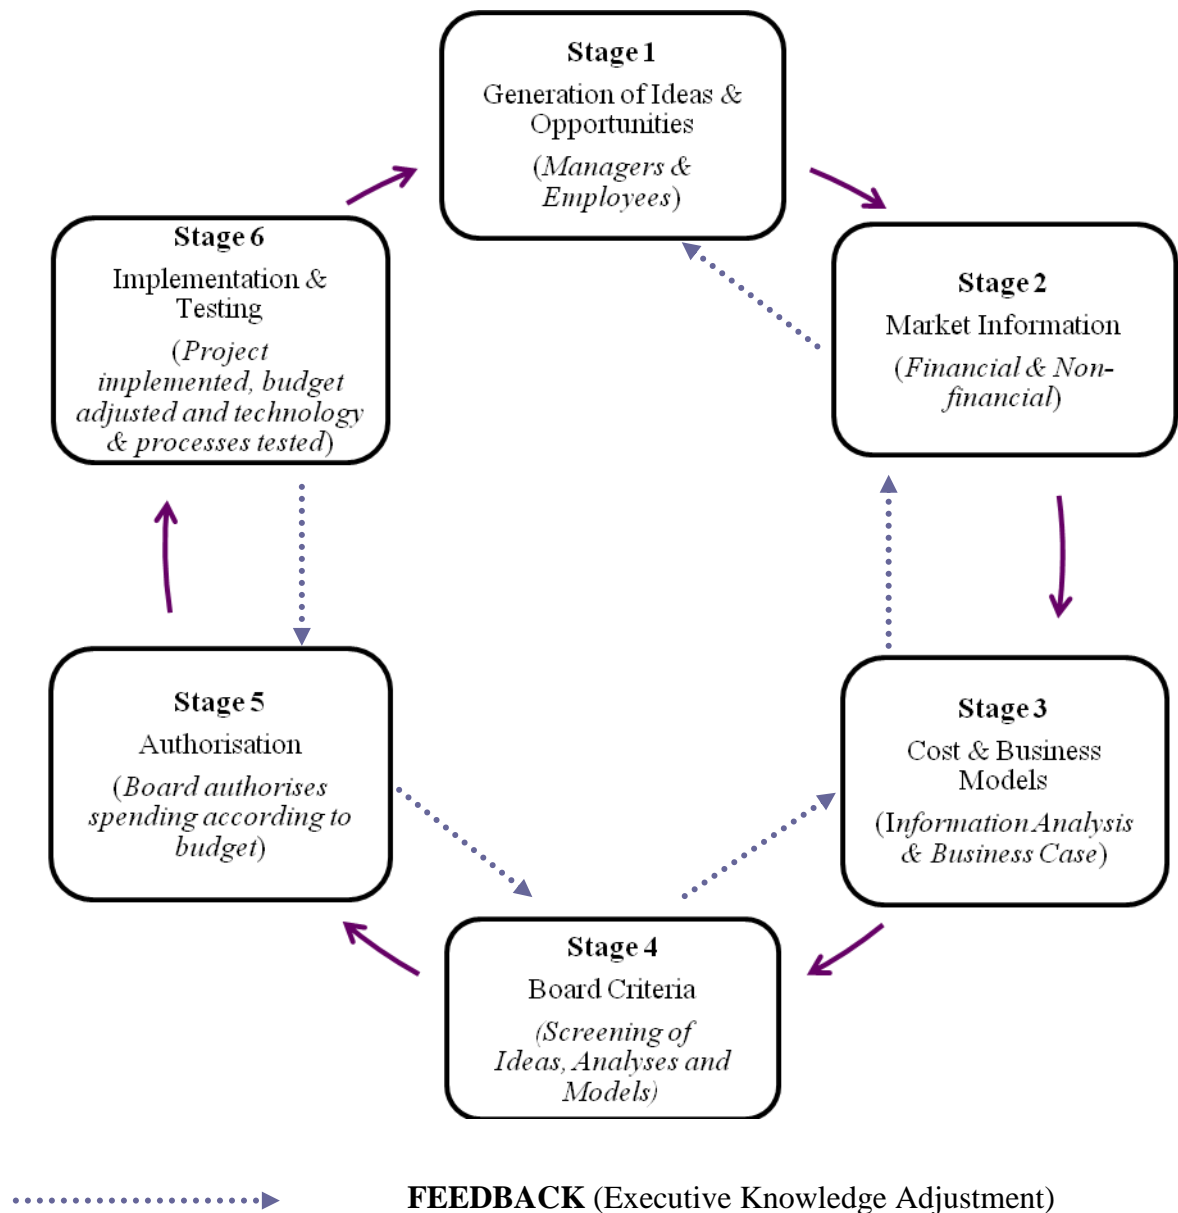 Stage 1
Generation of Ideas &
Opportunities
(Managers &
Employees)
Stage 2
Market Information
(Financial & Non-
financial)
Stage 3
Cost & Business
Models
(Information Analysis
& Business Case)
Stage 4
Board Criteria
(Screening of
Ideas, Analyses and
Models)
Stage 5
Authorisation
(Board authorises
spending according to
budget)
Stage 6
Implementation &
Testing
(Project
implemented, budget
adjusted and technology
& processes tested)
FEEDBACK (Executive Knowledge Adjustment)